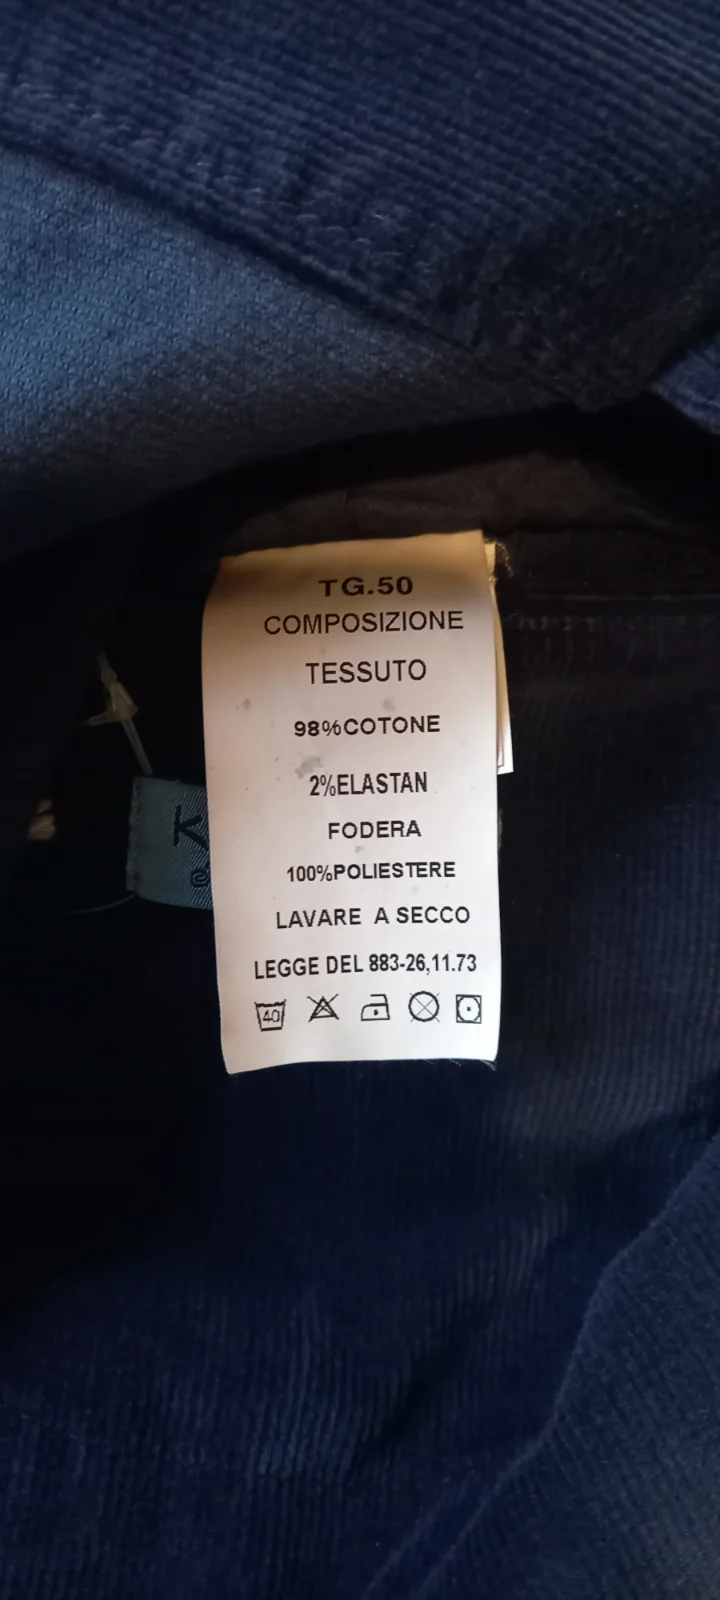 TG.50
COMPOSIZIONE
TESSUTO
98%COTONE
2%ELASTAN
FODERA
100%POLIESTERE
LAVARE A SECCO
LEGGE DEL 883-26,11.73
40
K